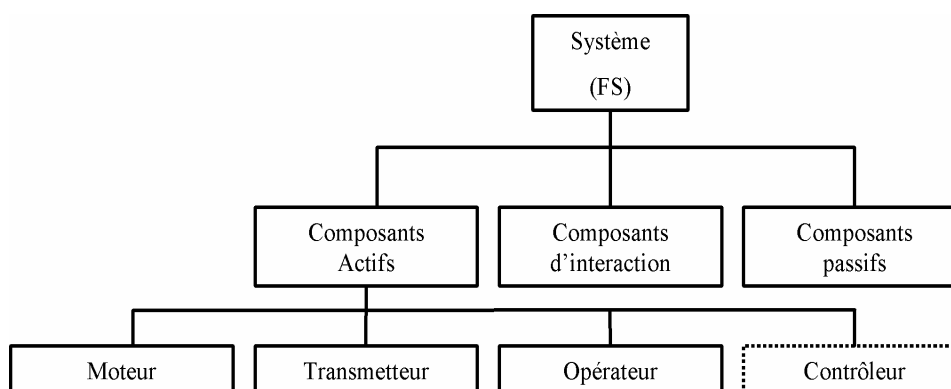 Système
(FS)
Composants
Actifs
Composants
d'interaction
Composants
passifs
Moteur
Transmetteur
Opérateur
Contrôleur